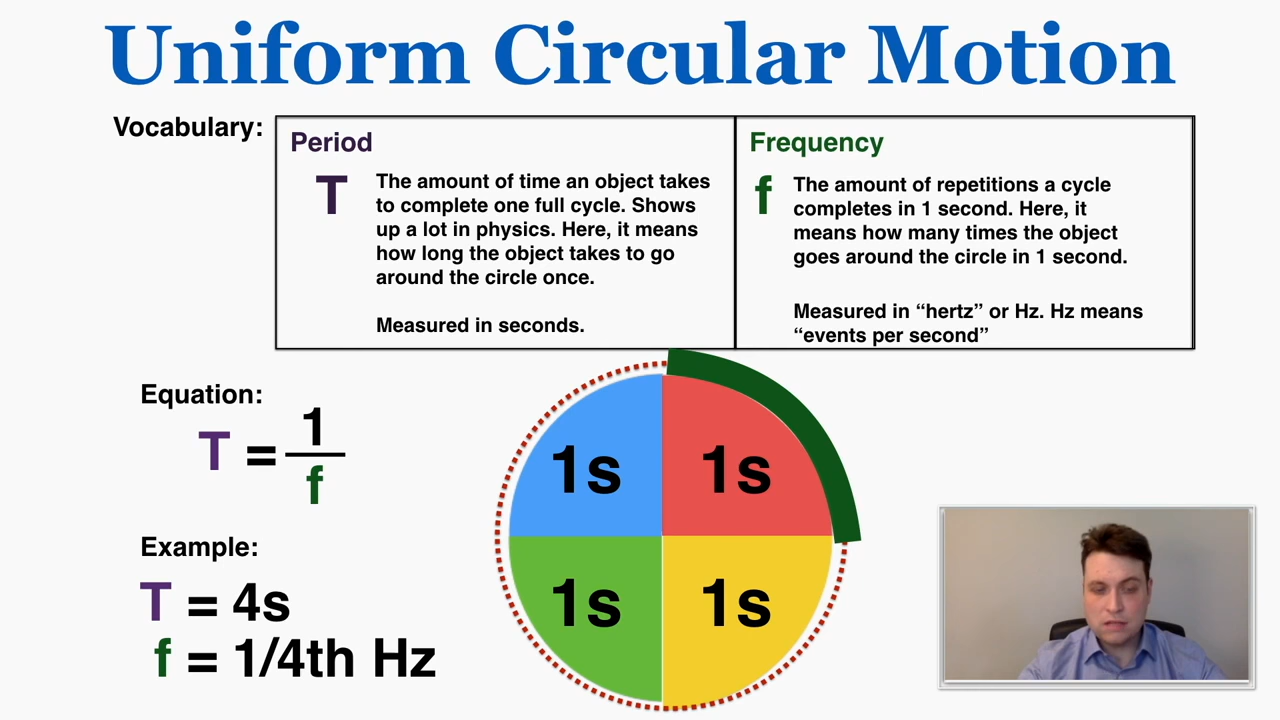 Uniform Circular Motion
Vocabulary:
Period
T
The amount of time an object takes
to complete one full cycle. Shows
up a lot in physics. Here, it means
how long the object takes to go
around the circle once.
Measured in seconds.
Frequency
f
The amount of repetitions a cycle
completes in 1 second. Here, it
means how many times the object
goes around the circle in 1 second.
Measured in “hertz” or Hz. Hz means
“events per second”
Equation:
T = 1
f
Example:
T = 4s
f = 1/4th Hz
1s 1s
1s 1s